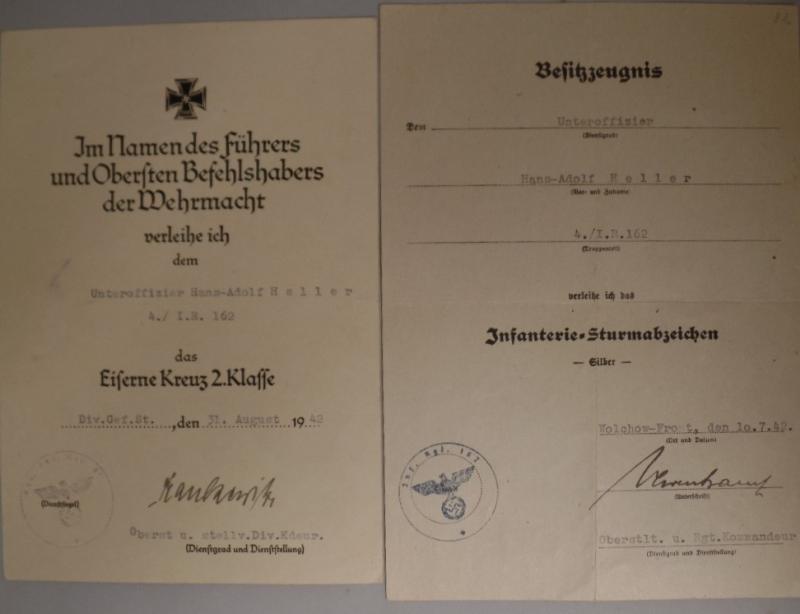 Im Namen des Führers
und Obersten Befehlshabers
der Wehrmacht
verleihe ich
dem
Unteroffizier Hans-Adolf H e l l e r
4./ I.R. 162
das
Eiserne Kreuz 2.Klasse
Div.Gef.St. ,den 31. August 1942
(Dienstsiegel)
Oberst u. stellv.Div.Kdeur.
(Dienstgrad und Dienststellung)
Besitzzeugnis
Dem Unteroffizier
(Dienstgrad)
Hans-Adolf H e l l e r
(Vor- und Zuname)
4./I.R.162
(Truppenteil)
verleihe ich das
Infanterie-Sturmabzeichen
— Silber —
Wolchow-Front, den 10.7.42.
(Ort und Datum)
Inf. Rgt. 162
(Unterschrift)
Oberstlt. u. Rgt.Kommandeur
(Dienstgrad und Dienststellung)